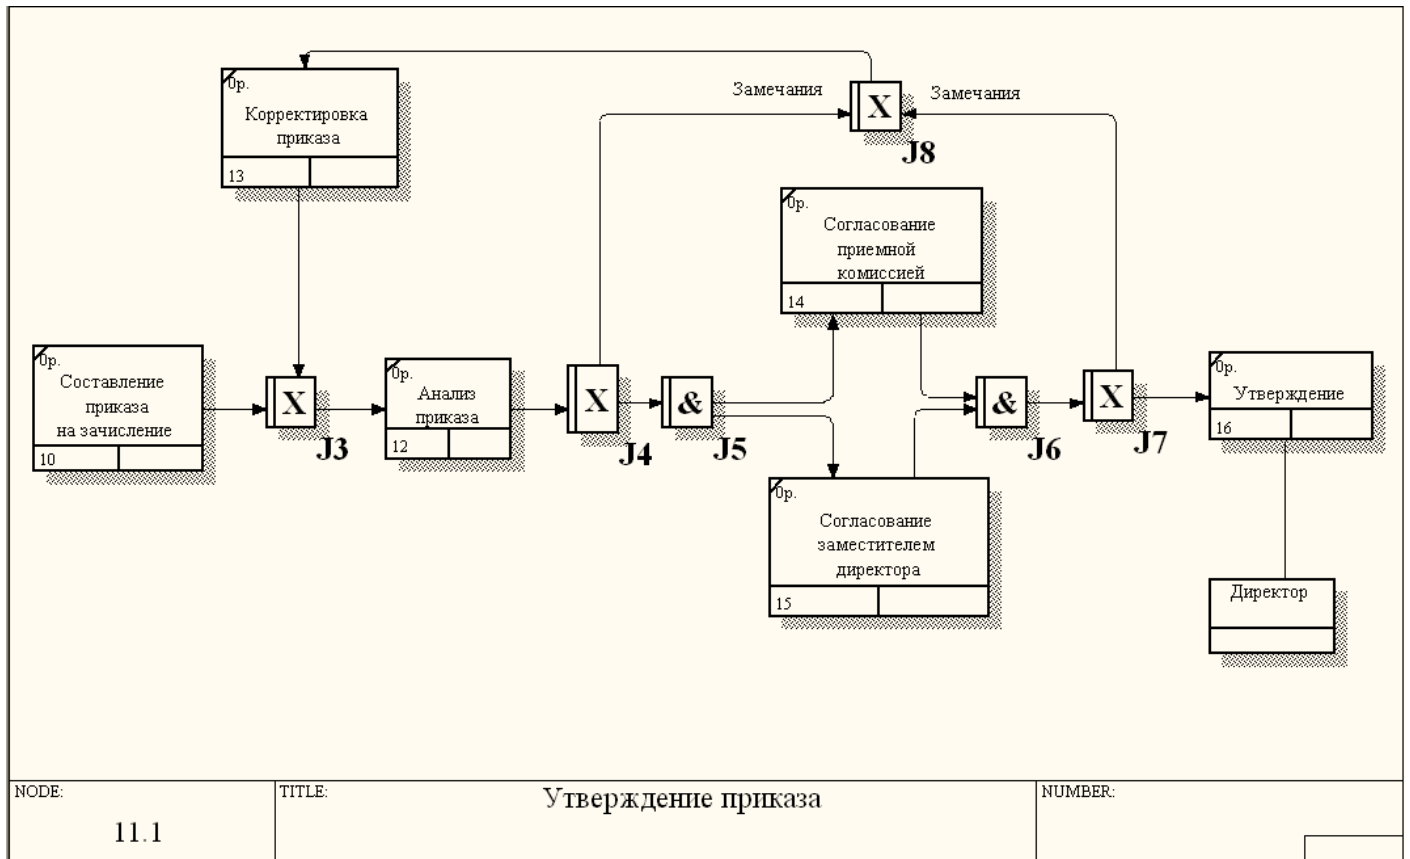 Замечания
Замечания
X
J8
0р.
Корректировка
приказа
13
0р.
Согласование
приемной
комиссией
14
0р.
Составление
приказа
на зачисление
10
X
J3
0р.
Анализ
приказа
12
X
J4
&
J5
&
J6
X
J7
0р.
Утверждение
16
0р.
Согласование
заместителем
директора
15
Директор
NODE:
11.1
TITLE:
Утверждение приказа
NUMBER: